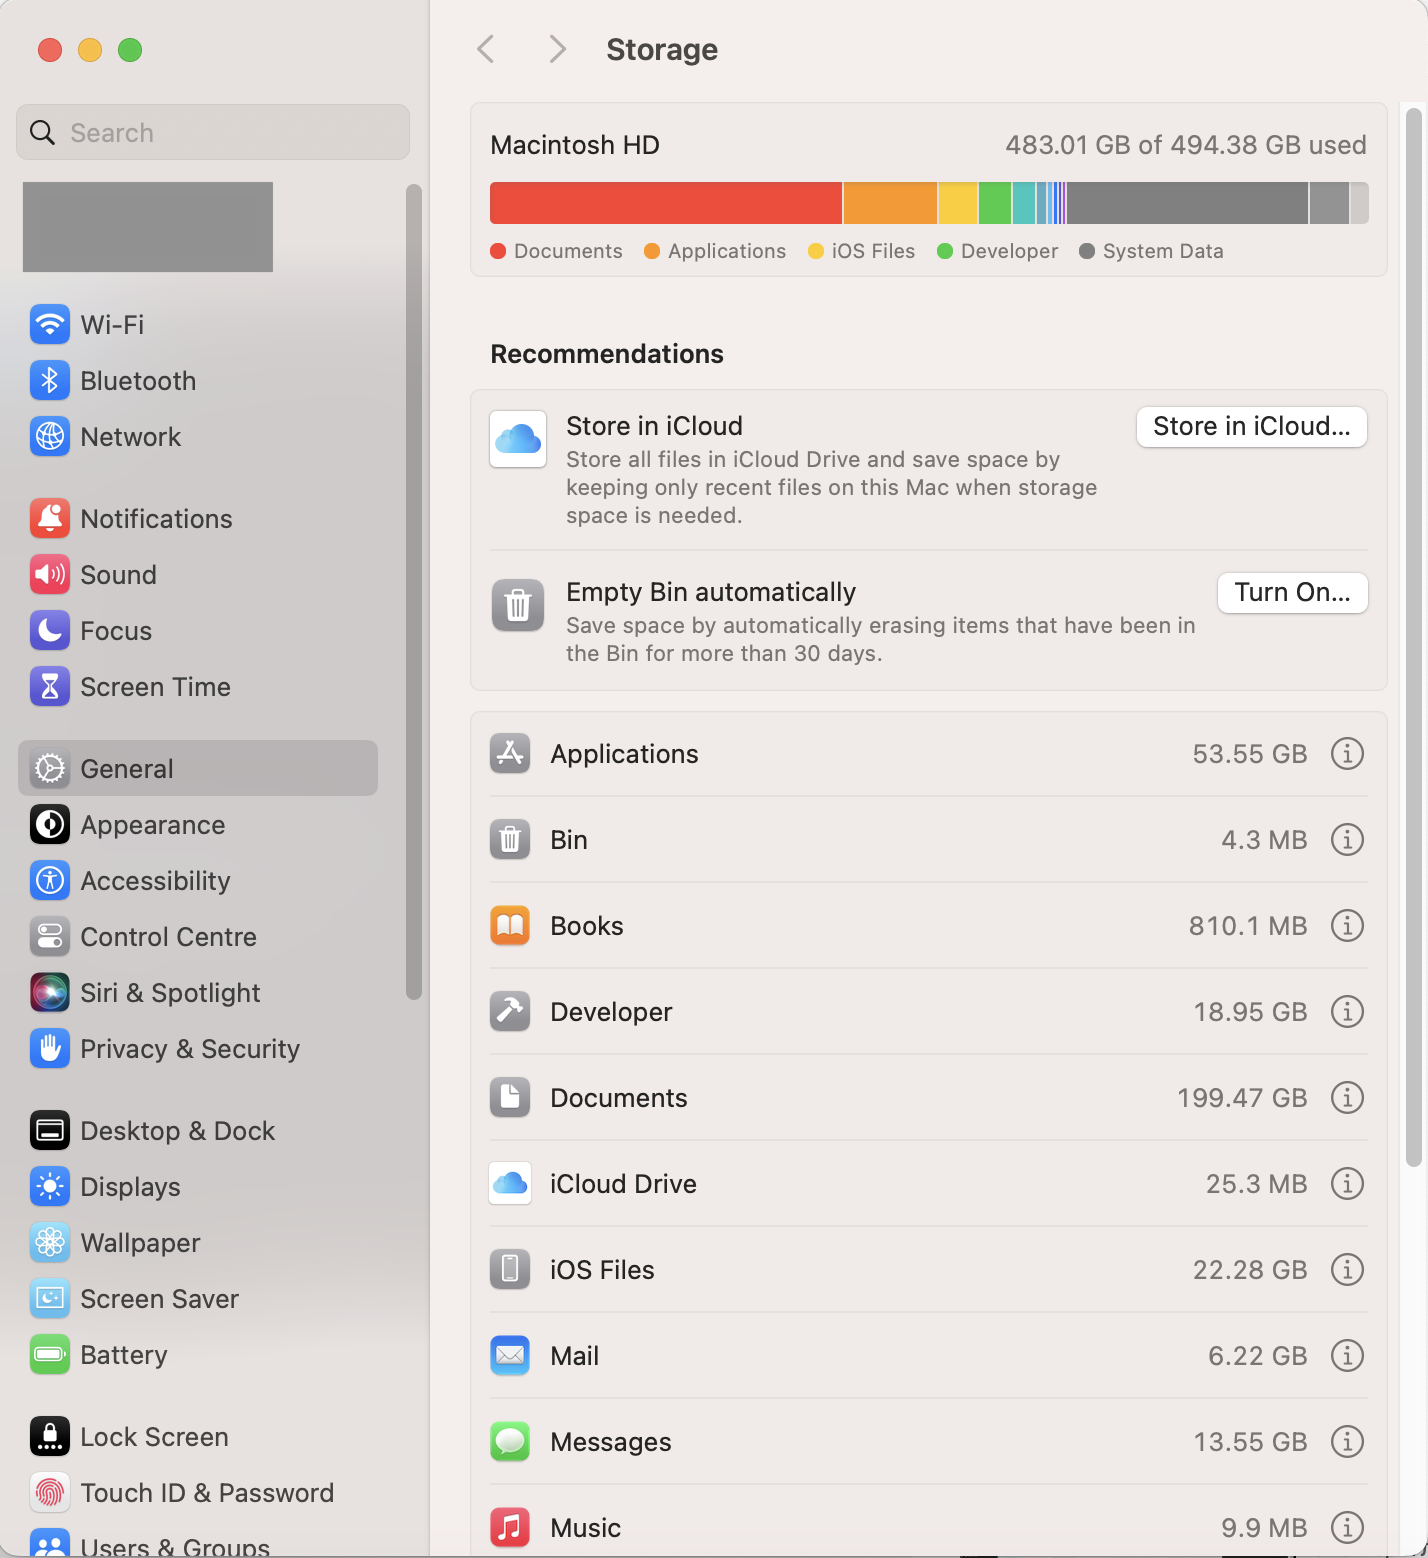 Storage
Search
Wi-Fi
Bluetooth
Network
Notifications
Sound
Focus
Screen Time
General
Appearance
Accessibility
Control Centre
Siri & Spotlight
Privacy & Security
Desktop & Dock
Displays
Wallpaper
Screen Saver
Battery
Lock Screen
Touch ID & Password
Users & Groups
Macintosh HD 483.01 GB of 494.38 GB used
Documents Applications iOS Files Developer System Data
Recommendations
Store in iCloud Store in iCloud...
Store all files in iCloud Drive and save space by
keeping only recent files on this Mac when storage
space is needed.
Empty Bin automatically Turn On...
Save space by automatically erasing items that have been in
the Bin for more than 30 days.
Applications 53.55 GB
Bin 4.3 MB
Books 810.1 MB
Developer 18.95 GB
Documents 199.47 GB
iCloud Drive 25.3 MB
iOS Files 22.28 GB
Mail 6.22 GB
Messages 13.55 GB
Music 9.9 MB